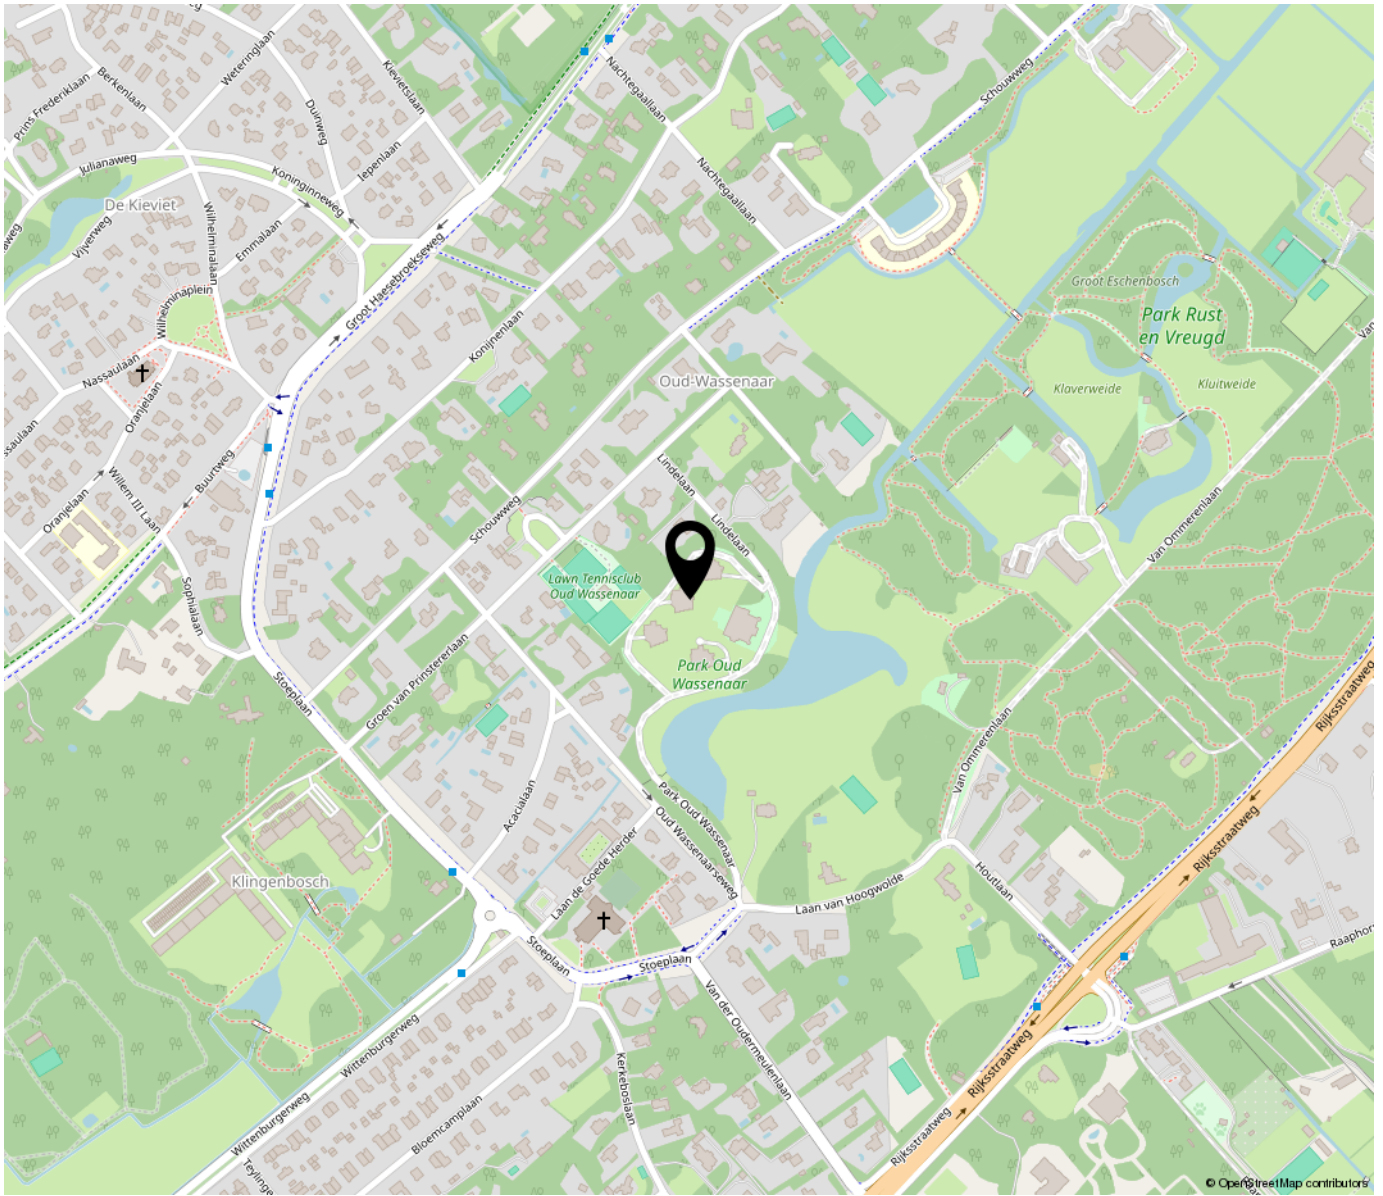 Weteringlaan
Berkenlaan
Prins Frederiklaan
Duinweg
Kievietslaan
Iepenlaan
Julianaweg
Koninginneweg
De Kieviet
Vijverweg
Wilhelminalaan
Emmalaan
Wilhelminaplein
Nassaulaan
Oranjelaan
Groot Haesebroekseweg
Nachtegaallaan
Nachtegaallaan
Schouwweg
Konijnenlaan
Oud-Wassenaar
Groot Eschenbosch
Park Rust
en Vreugd
Klaverweide
Kluitweide
ssaulaan
Oranjelaan
Willem III Laan
Buurtweg
Sophialaan
Schouwweg
Lindelaan
Lindelaan
Lawn Tennisclub
Oud Wassenaar
Park Oud
Wassenaar
Van Ommerenlaan
Groen van Prinstererlaan
Stoeplaan
Van Ommerenlaan
Rijksstraatweg
Acacialaan
Park Oud Wassenaar
Oud Wassenaarseweg
Laan de Goede Herder
Klingenbosch
Laan van Hoogwolde
Houtlaan
Rijksstraatweg
Stoeplaan
Stoeplaan
Raaphor
Van der Oudermeulenlaan
Wittenburgerweg
Wittenburgerweg
Kerkeboslaan
Bloemcamplaan
Teylinge
Rijksstraatweg
Rijksstraatweg
© OpenStreetMap contributors